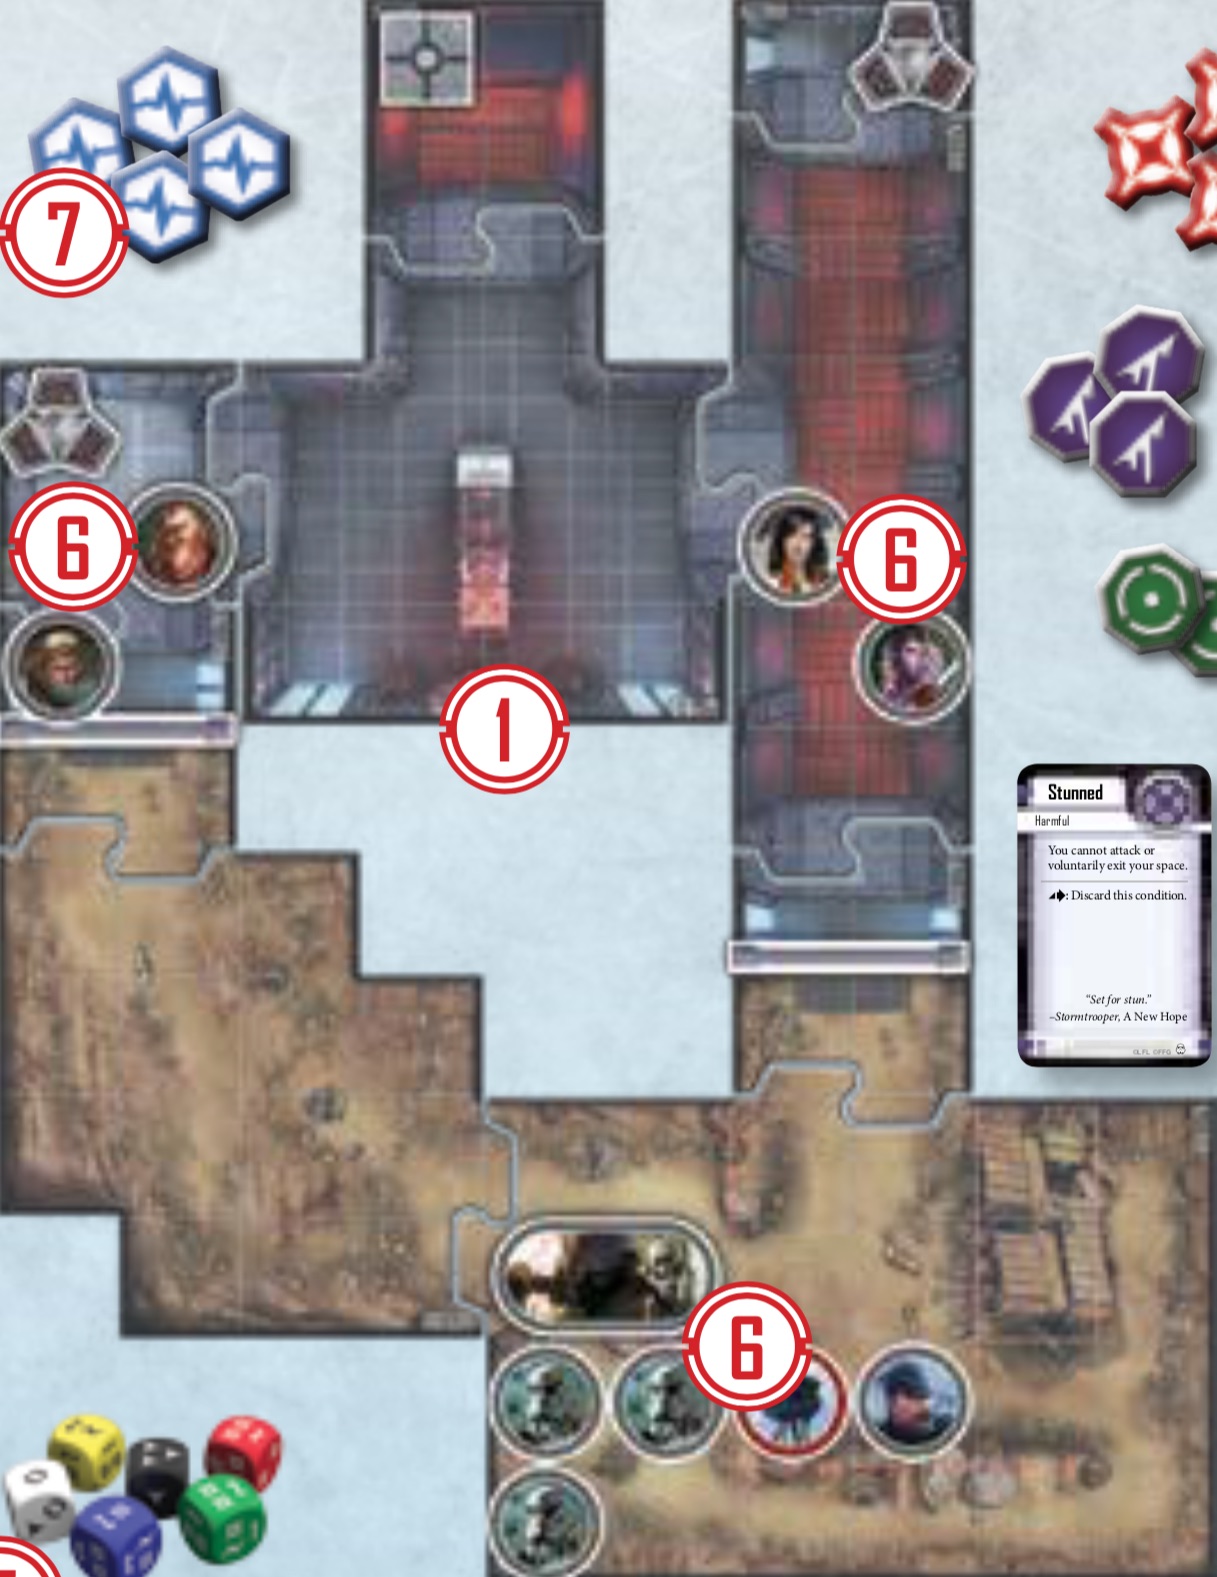 7
6
6
1
Stunned
Harmful
You cannot attack or
voluntarily exit your space.
: Discard this condition.
“Set for stun.”
–Stormtrooper, A New Hope
6